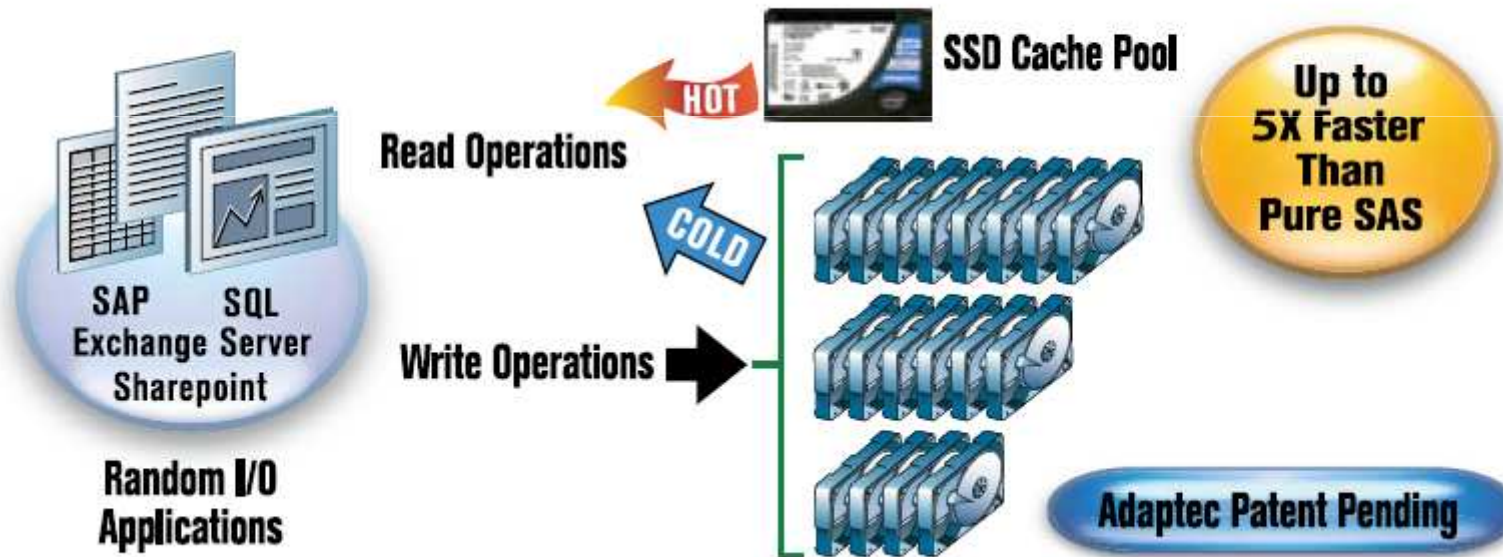 SSD Cache Pool
HOT
Read Operations
COLD
Write Operations
SAP SQL
Exchange Server
Sharepoint
Random I/O
Applications
Up to
5X Faster
Than
Pure SAS
Adaptec Patent Pending